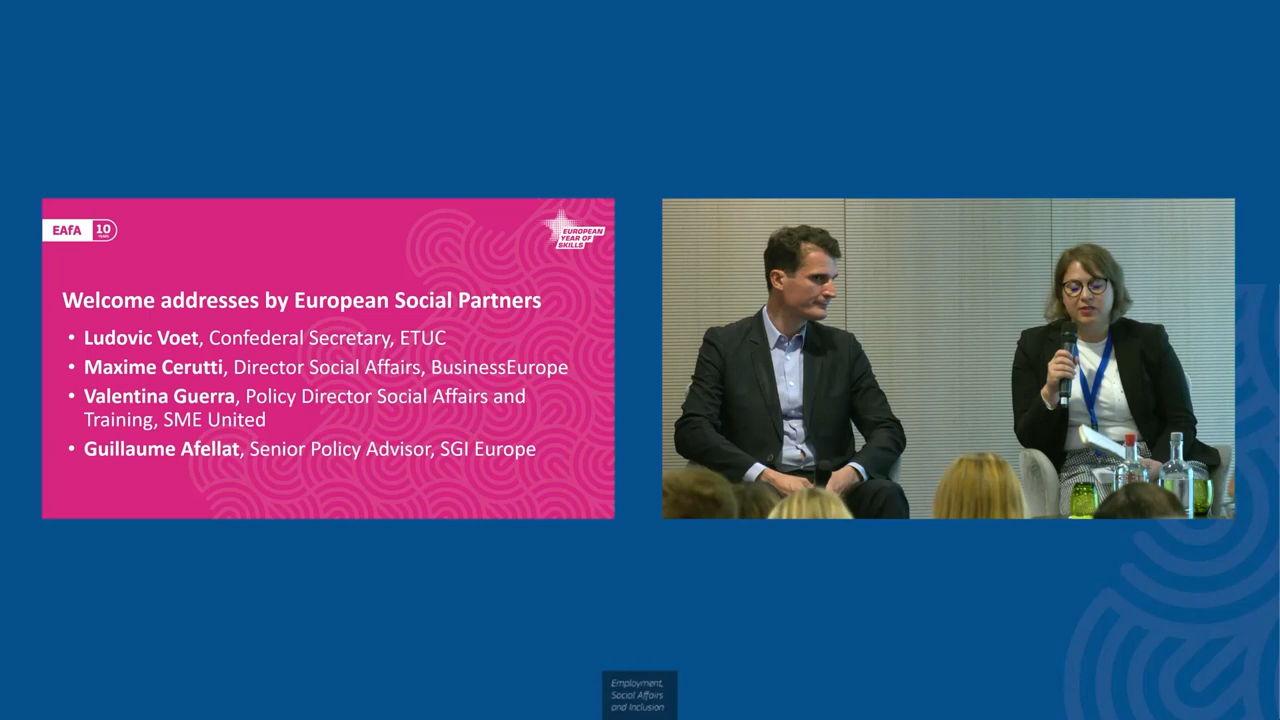 EAfA 10
YEARS
EUROPEAN
YEAR OF
SKILLS
Welcome addresses by European Social Partners
• Ludovic Voet, Confederal Secretary, ETUC
• Maxime Cerutti, Director Social Affairs, BusinessEurope
• Valentina Guerra, Policy Director Social Affairs and
Training, SME United
• Guillaume Afellat, Senior Policy Advisor, SGI Europe
Employment,
Social Affairs
and Inclusion